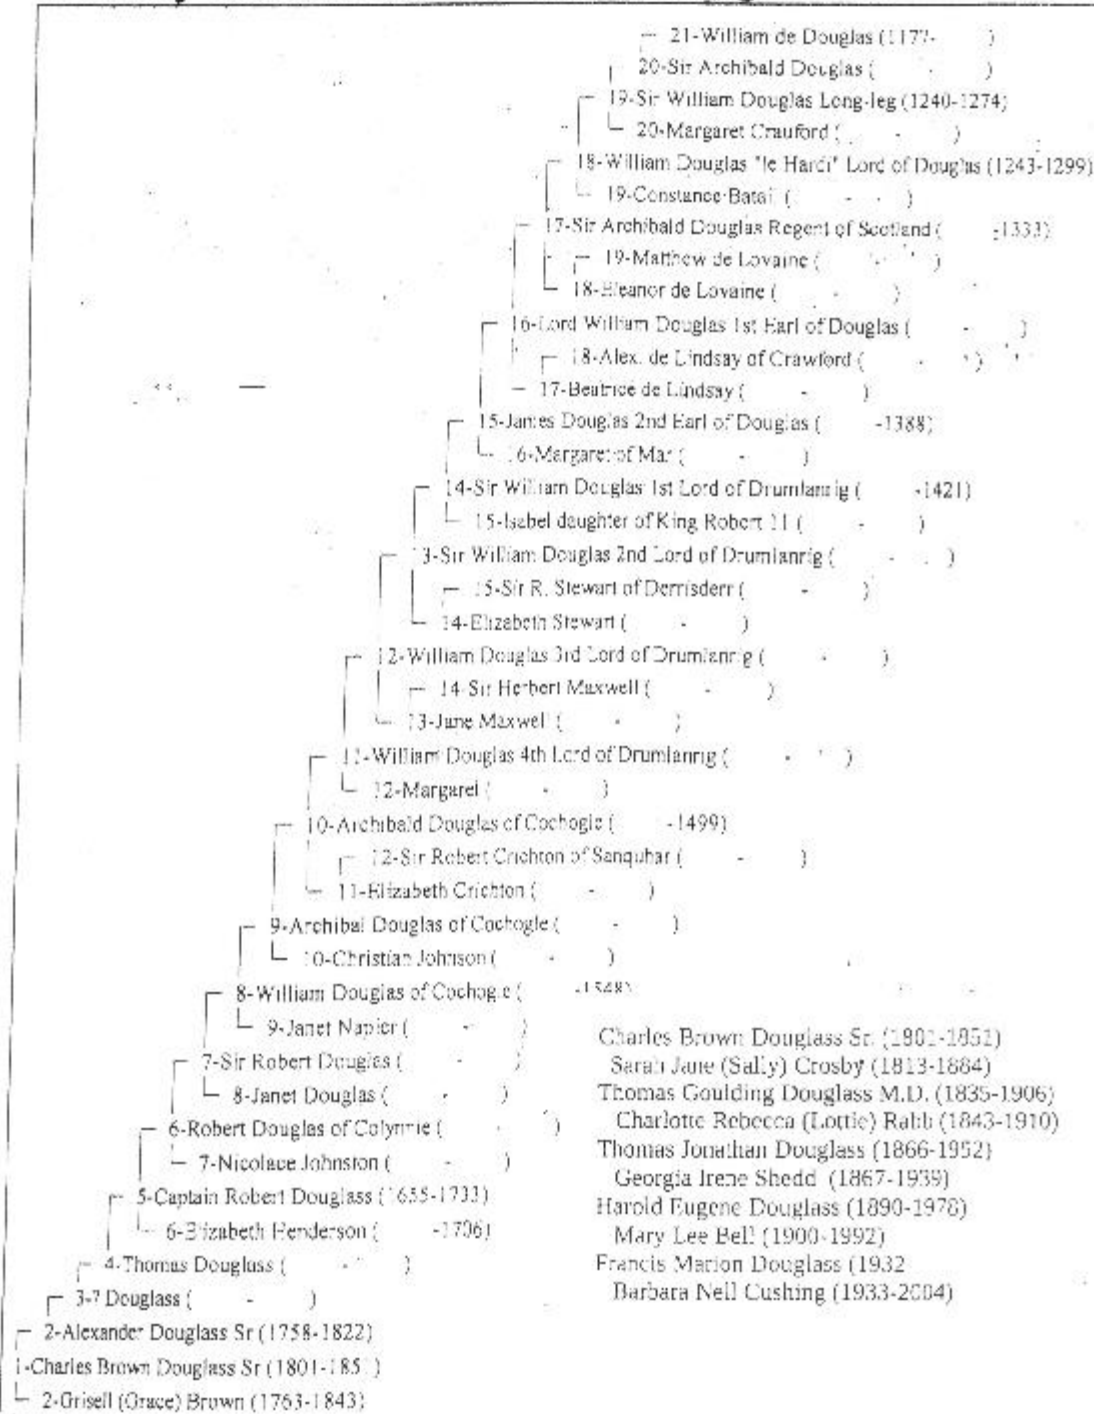 21-William de Douglas (1177- )
20-Sir Archibald Douglas ( - )
19-Sir William Douglas Long-leg (1240-1274)
20-Margaret Crauford ( - )
18-William Douglas "le Hardi" Lord of Douglas (1243-1299)
19-Constance Batail ( - )
17-Sir Archibald Douglas Regent of Scotland ( -1333)
19-Matthew de Lovaine ( - )
18-Eleanor de Lovaine ( - )
16-Lord William Douglas 1st Earl of Douglas ( - )
18-Alex. de Lindsay of Crawford ( - )
17-Beatrice de Lindsay ( - )
15-James Douglas 2nd Earl of Douglas ( -1388)
16-Margaret of Mar ( - )
14-Sir William Douglas 1st Lord of Drumlanrig ( -1421)
15-Isabel daughter of King Robert 11 ( - )
13-Sir William Douglas 2nd Lord of Drumlanrig ( - )
15-Sir R. Stewart of Derrisderr ( - )
14-Elizabeth Stewart ( - )
12-William Douglas 3rd Lord of Drumlanrig ( - )
14-Sir Herbert Maxwell ( - )
13-Jane Maxwell ( - )
11-William Douglas 4th Lord of Drumlanrig ( - )
12-Margaret ( - )
10-Archibald Douglas of Cochogle ( -1499)
12-Sir Robert Crichton of Sanquhar ( - )
11-Elizabeth Crichton ( - )
9-Archibal Douglas of Cochogle ( - )
10-Christian Johnson ( - )
8-William Douglas of Cochogle ( -1548)
9-Janet Napier ( - )
7-Sir Robert Douglas ( - )
8-Janet Douglas ( - )
6-Robert Douglas of Colynnie ( - )
7-Nicolace Johnston ( - )
5-Captain Robert Douglass (1655-1733)
6-Elizabeth Henderson ( -1706)
4-Thomas Douglass ( - )
3-? Douglass ( - )
2-Alexander Douglass Sr (1758-1822)
1-Charles Brown Douglass Sr (1801-1851)
2-Grisell (Grace) Brown (1763-1843)
Charles Brown Douglass Sr. (1801-1851)
Sarah Jane (Sally) Crosby (1813-1884)
Thomas Goulding Douglass M.D. (1835-1906)
Charlotte Rebecca (Lottie) Rabb (1843-1910)
Thomas Jonathan Douglass (1866-1952)
Georgia Irene Shedd (1867-1939)
Harold Eugene Douglass (1890-1978)
Mary Lee Bell (1900-1992)
Francis Marion Douglass (1932
Barbara Nell Cushing (1933-2004)